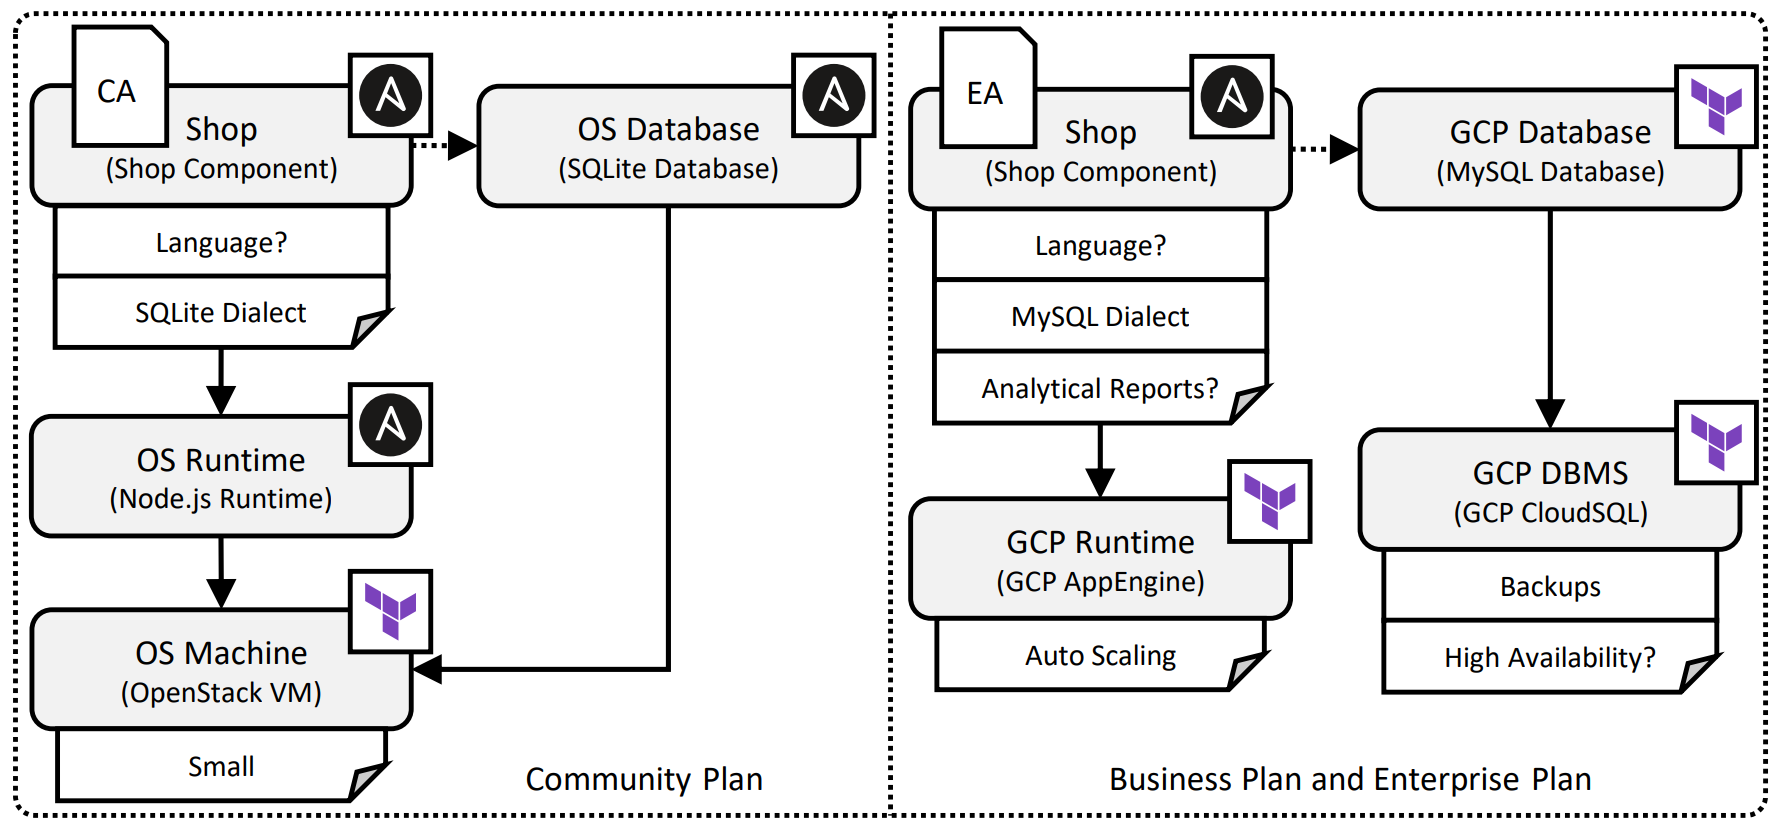 CA
Shop
(Shop Component)
Language?
SQLite Dialect
OS Database
(SQLite Database)
OS Runtime
(Node.js Runtime)
OS Machine
(OpenStack VM)
Small
Community Plan
EA
Shop
(Shop Component)
Language?
MySQL Dialect
Analytical Reports?
GCP Database
(MySQL Database)
GCP Runtime
(GCP AppEngine)
Auto Scaling
GCP DBMS
(GCP CloudSQL)
Backups
High Availability?
Business Plan and Enterprise Plan